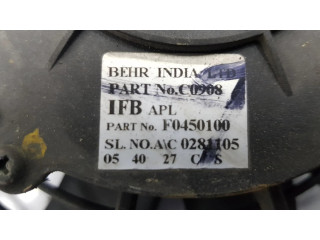 BEHR INDIA, LTD
PART No.C0908
IFB APL
PART No. F0450100
SL. NO.A\C 0281105
05 40 27 C S